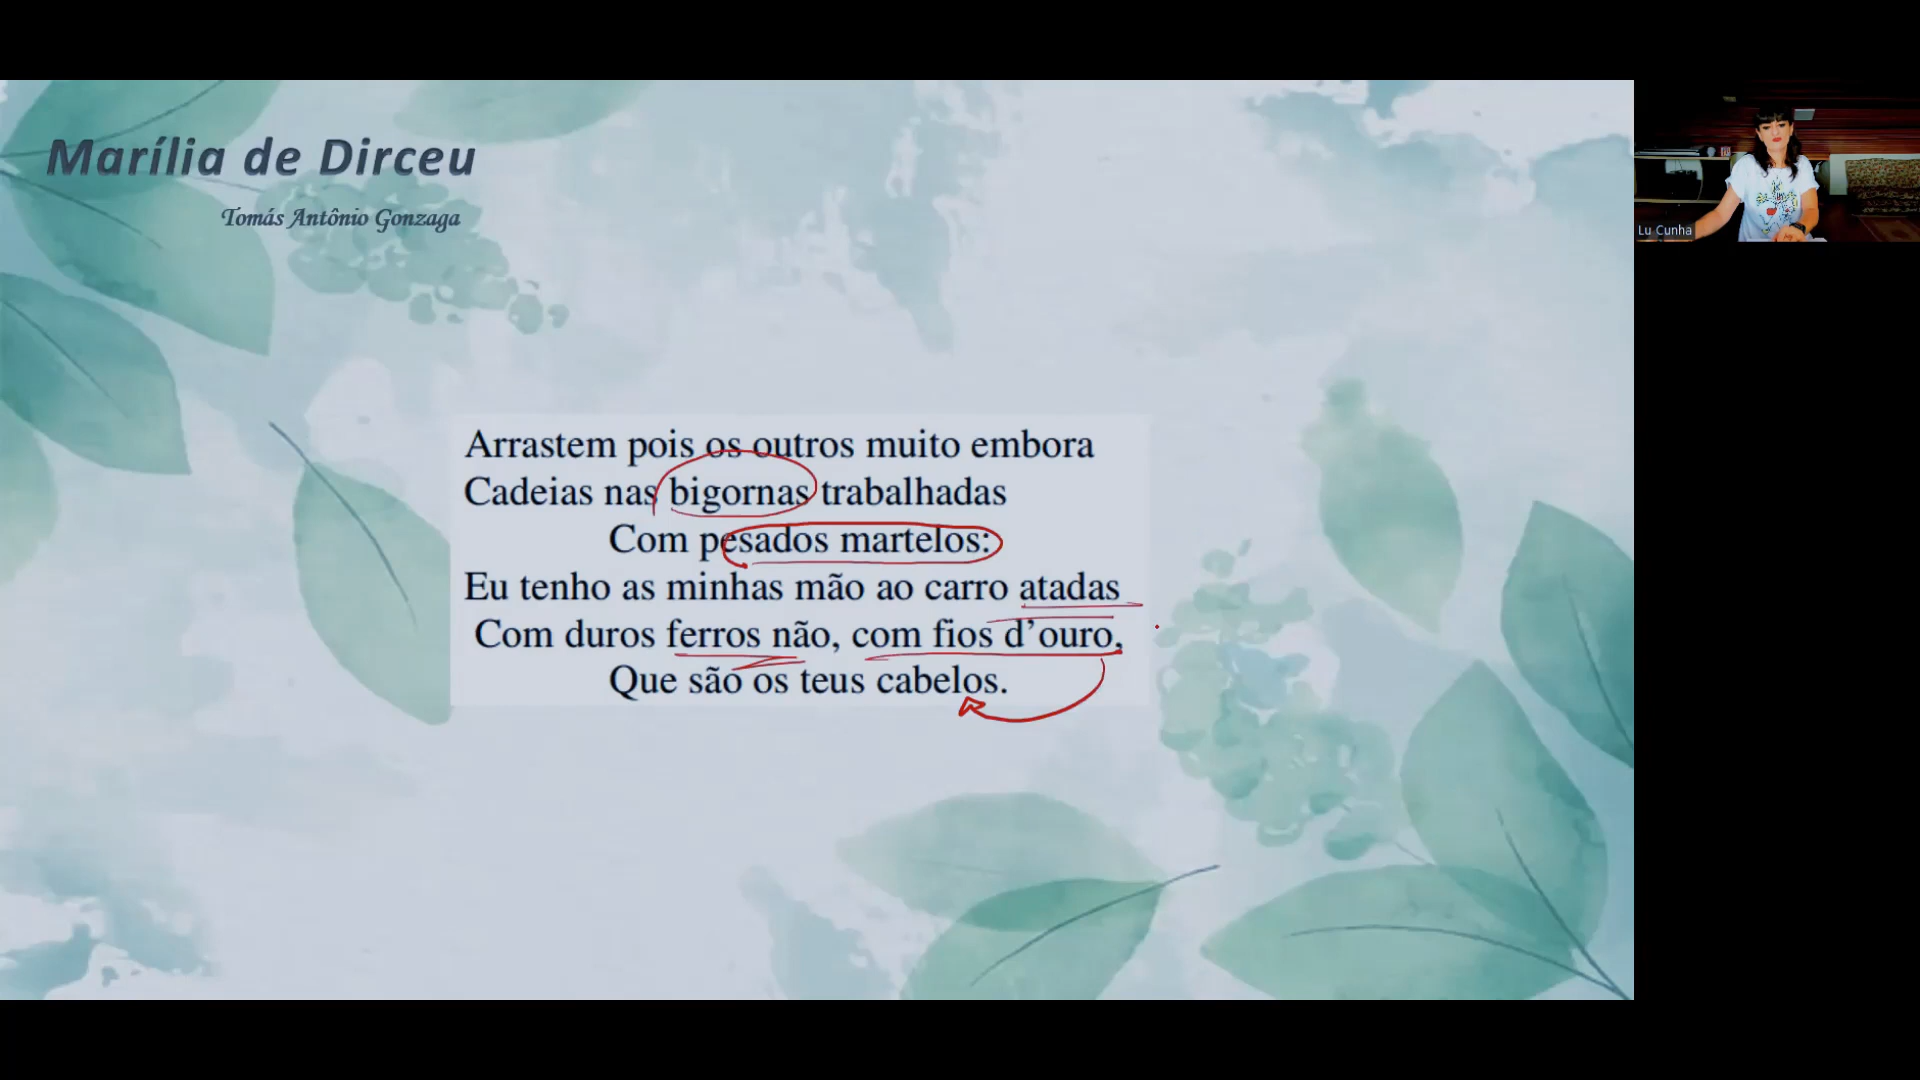 Marília de Dirceu
Tomás Antônio Gonzaga
Arrastem pois os outros muito embora
Cadeias nas bigornas trabalhadas
Com pesados martelos:
Eu tenho as minhas mão ao carro atadas
Com duros ferros não, com fios d’ouro,
Que são os teus cabelos.
Lu Cunha